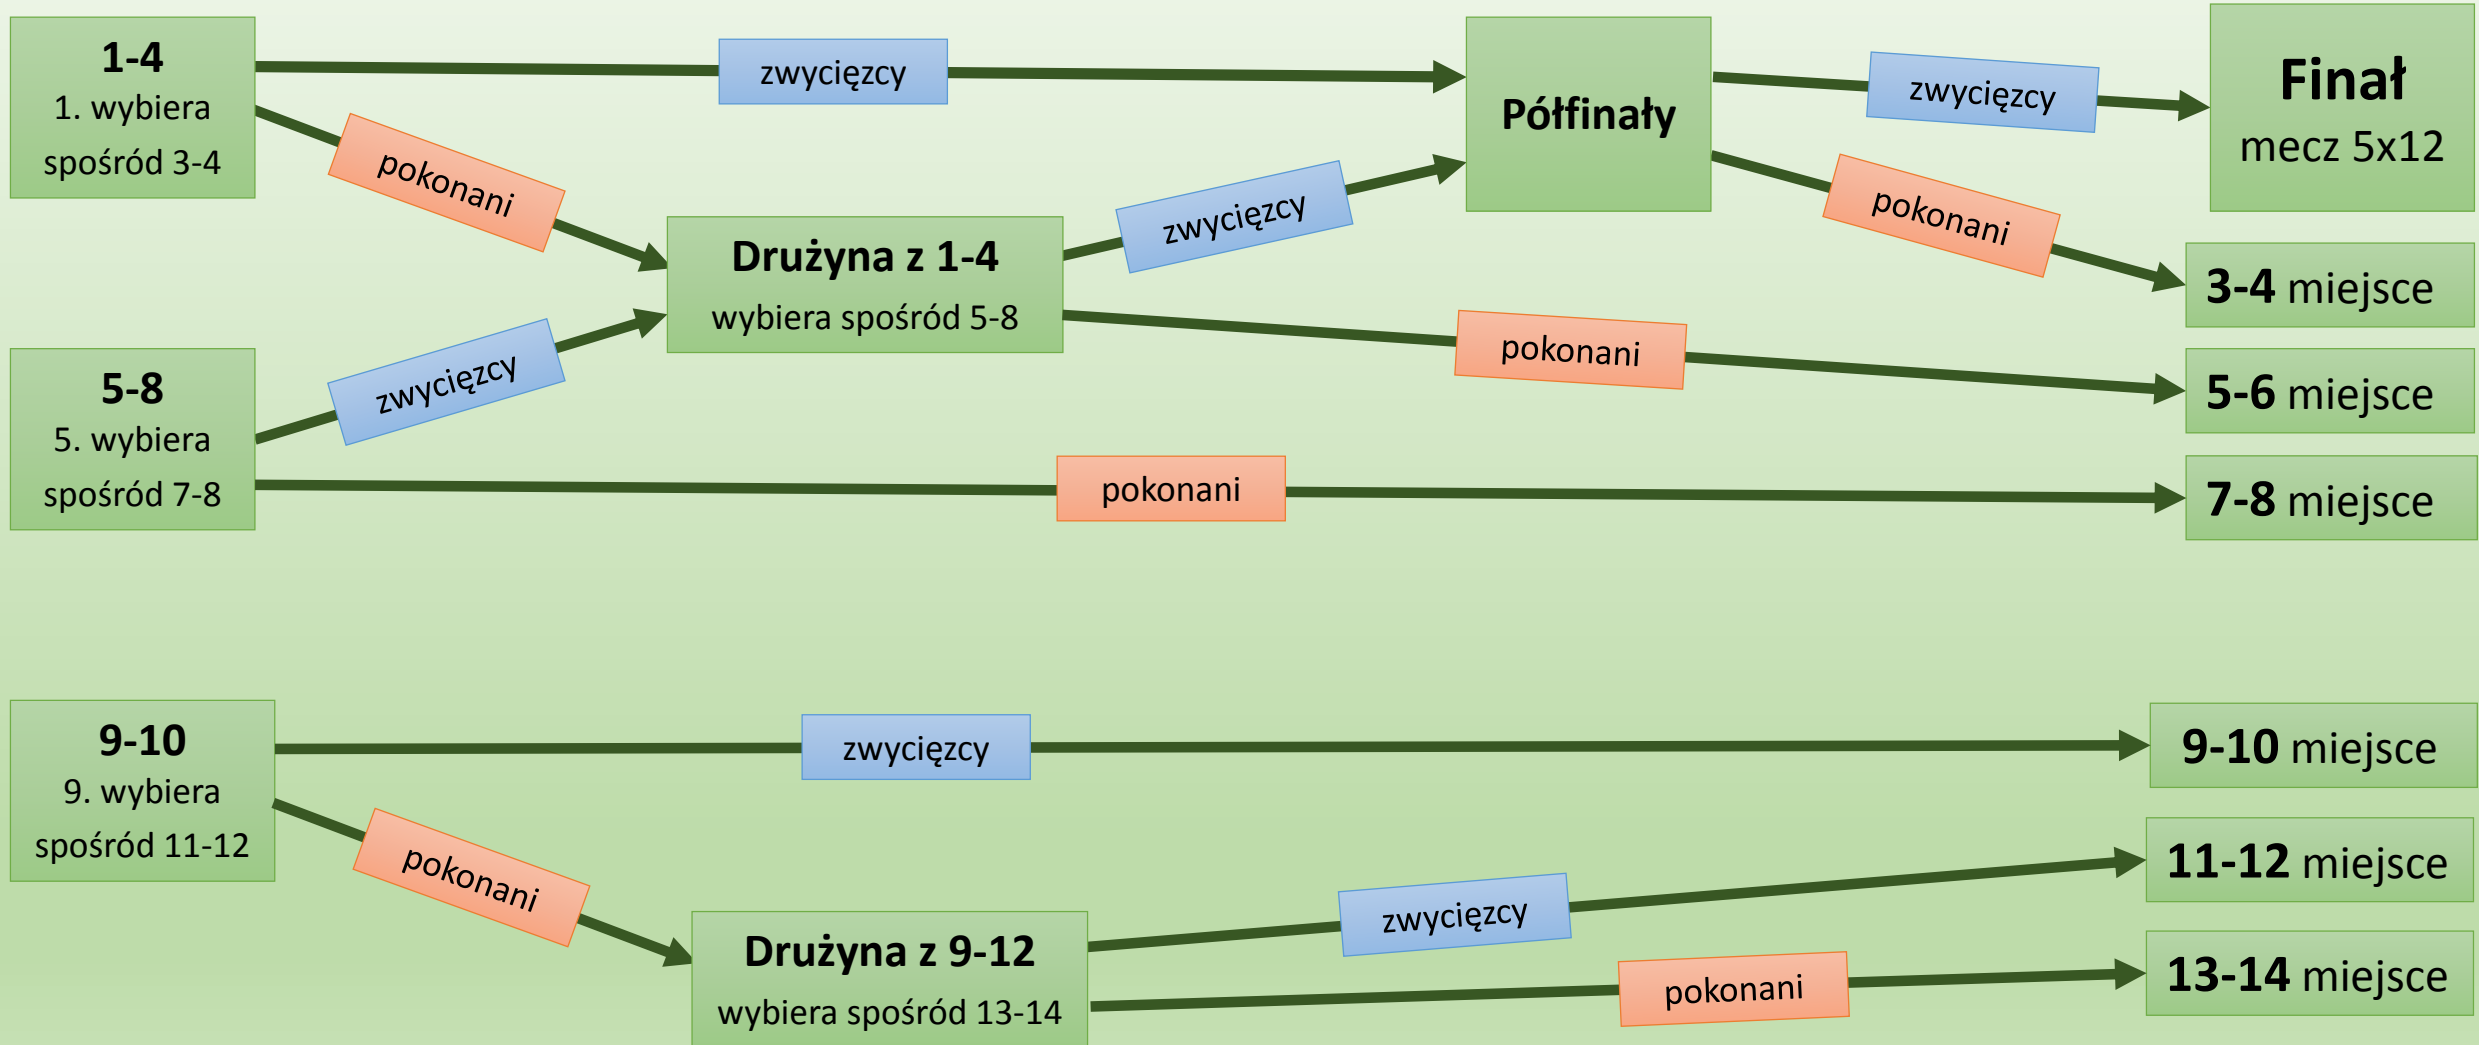 1-4
1. wybiera
spośród 3-4
zwycięzcy
pokonani
Półfinały
zwycięzcy
pokonani
Finał
mecz 5x12
Drużyna z 1-4
wybiera spośród 5-8
zwycięzcy
pokonani
3-4 miejsce
5-8
5. wybiera
spośród 7-8
zwycięzcy
pokonani
5-6 miejsce
7-8 miejsce
9-10
9. wybiera
spośród 11-12
zwycięzcy
pokonani
9-10 miejsce
Drużyna z 9-12
wybiera spośród 13-14
zwycięzcy
pokonani
11-12 miejsce
13-14 miejsce